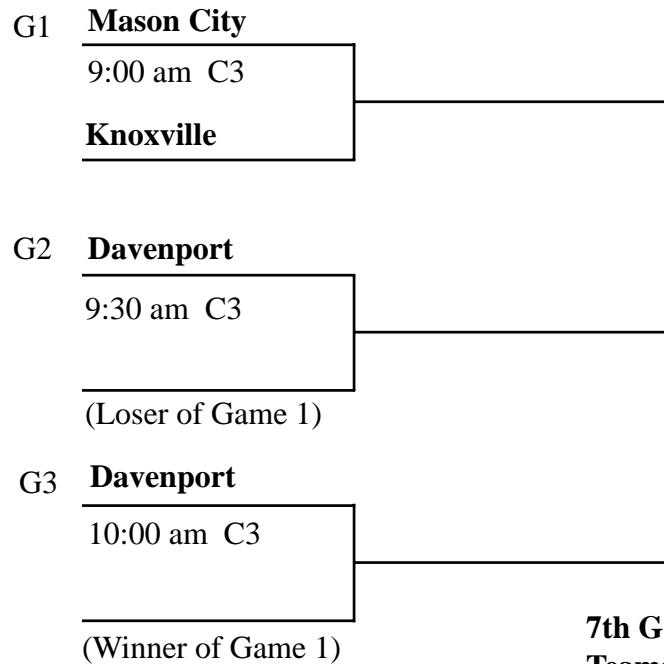 G1 Mason City
9:00 am C3
Knoxville
G2 Davenport
9:30 am C3
(Loser of Game 1)
G3 Davenport
10:00 am C3
(Winner of Game 1)
7th G